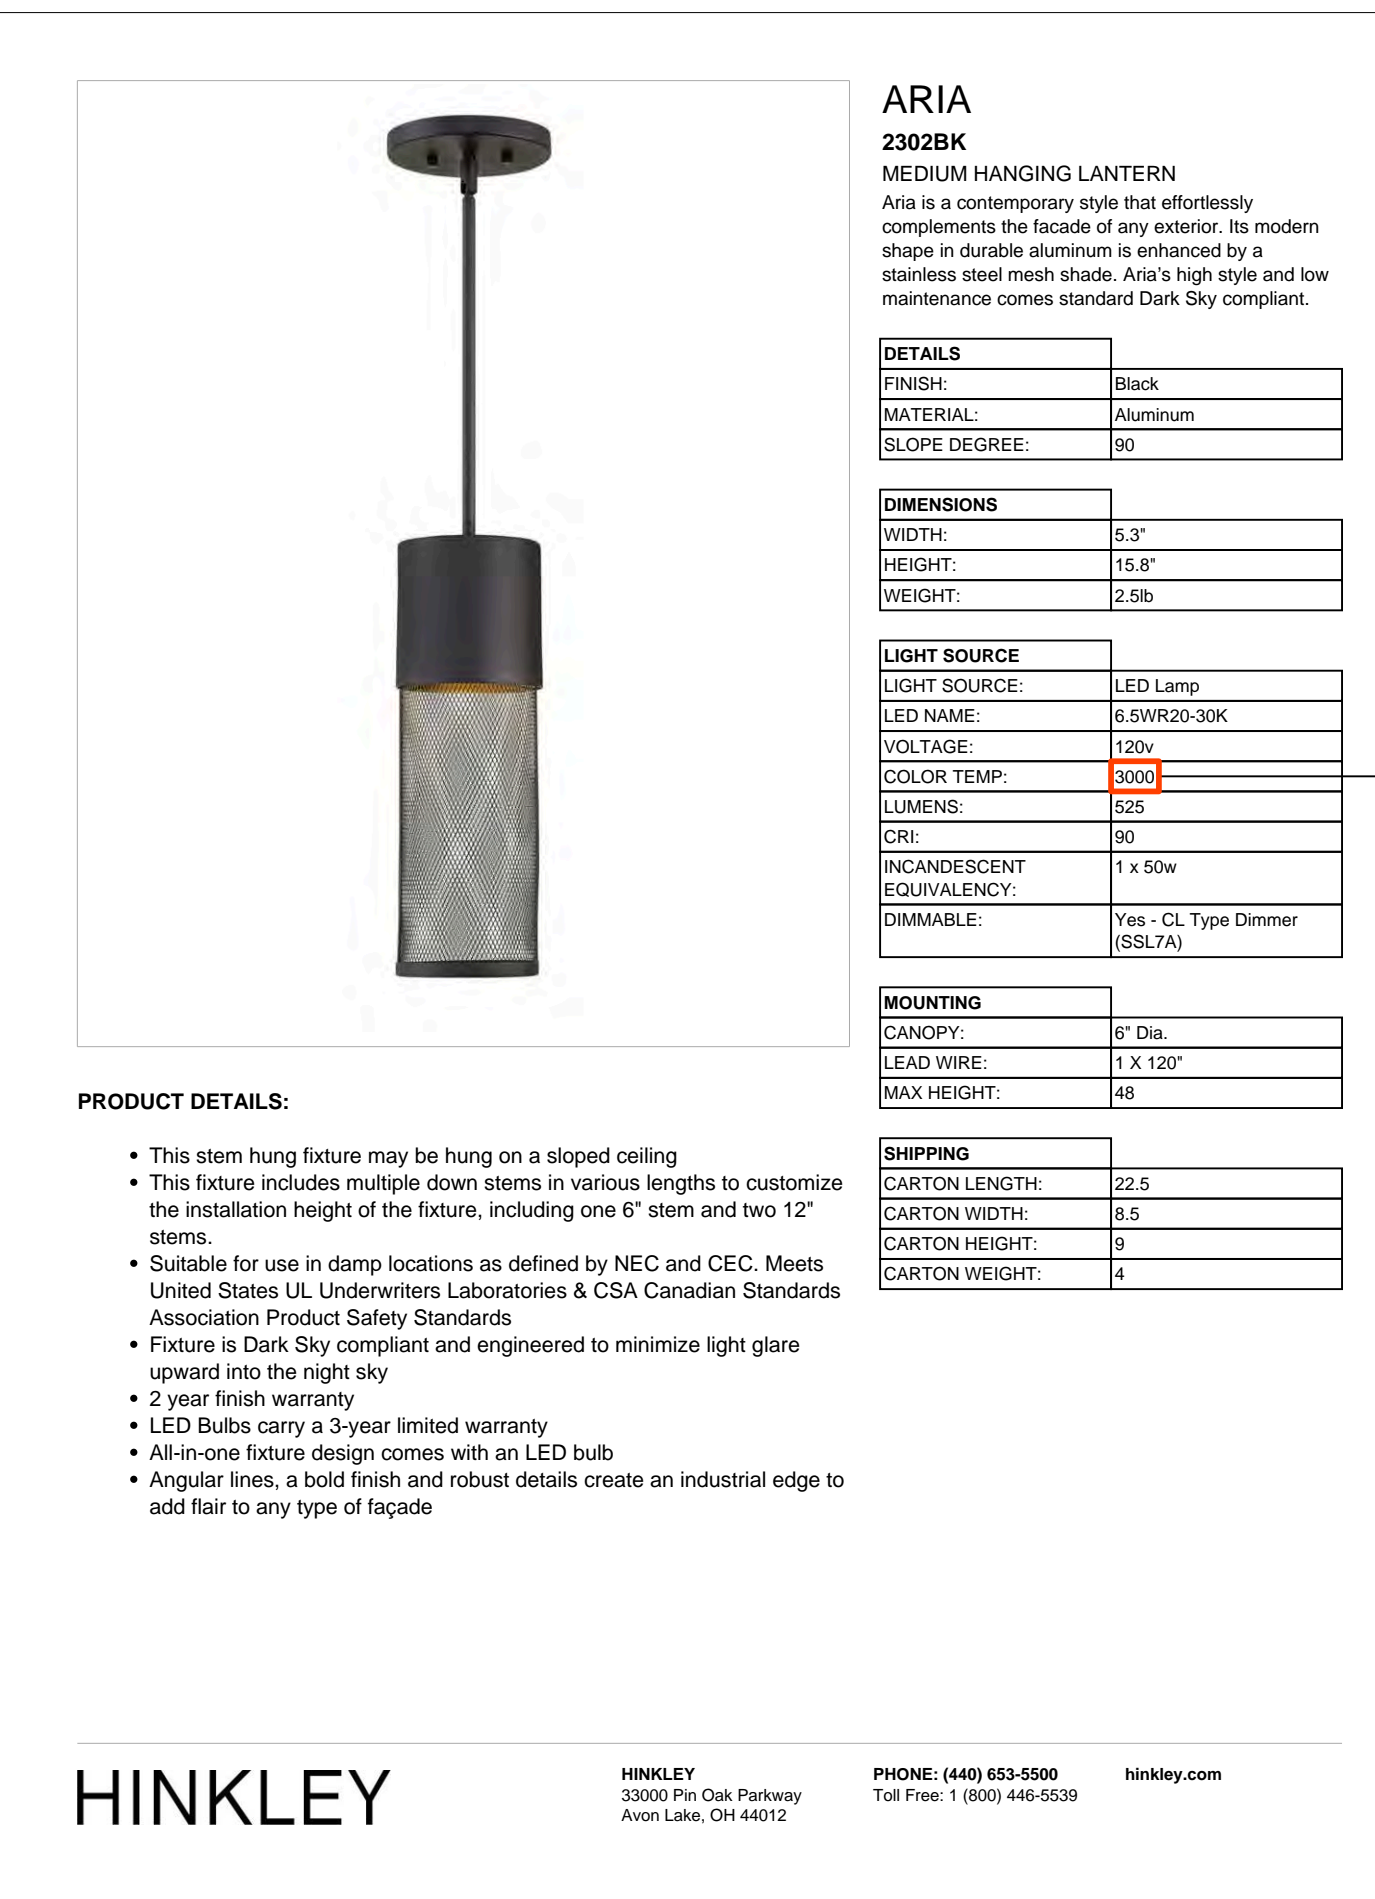 ARIA
2302BK
MEDIUM HANGING LANTERN
Aria is a contemporary style that effortlessly
complements the facade of any exterior. Its modern
shape in durable aluminum is enhanced by a
stainless steel mesh shade. Aria’s high style and low
maintenance comes standard Dark Sky compliant.
DETAILS
FINISH: Black
MATERIAL: Aluminum
SLOPE DEGREE: 90
DIMENSIONS
WIDTH: 5.3"
HEIGHT: 15.8"
WEIGHT: 2.5lb
LIGHT SOURCE
LIGHT SOURCE: LED Lamp
LED NAME: 6.5WR20-30K
VOLTAGE: 120v
COLOR TEMP: 3000
LUMENS: 525
CRI: 90
INCANDESCENT 1 x 50w
EQUIVALENCY:
DIMMABLE: Yes - CL Type Dimmer
(SSL7A)
MOUNTING
CANOPY: 6" Dia.
LEAD WIRE: 1 X 120"
MAX HEIGHT: 48
SHIPPING
CARTON LENGTH: 22.5
CARTON WIDTH: 8.5
CARTON HEIGHT: 9
CARTON WEIGHT: 4
PRODUCT DETAILS:
• This stem hung fixture may be hung on a sloped ceiling
• This fixture includes multiple down stems in various lengths to customize
the installation height of the fixture, including one 6" stem and two 12"
stems.
• Suitable for use in damp locations as defined by NEC and CEC. Meets
United States UL Underwriters Laboratories & CSA Canadian Standards
Association Product Safety Standards
• Fixture is Dark Sky compliant and engineered to minimize light glare
upward into the night sky
• 2 year finish warranty
• LED Bulbs carry a 3-year limited warranty
• All-in-one fixture design comes with an LED bulb
• Angular lines, a bold finish and robust details create an industrial edge to
add flair to any type of façade
HINKLEY
HINKLEY
33000 Pin Oak Parkway
Avon Lake, OH 44012
PHONE: (440) 653-5500
Toll Free: 1 (800) 446-5539
hinkley.com